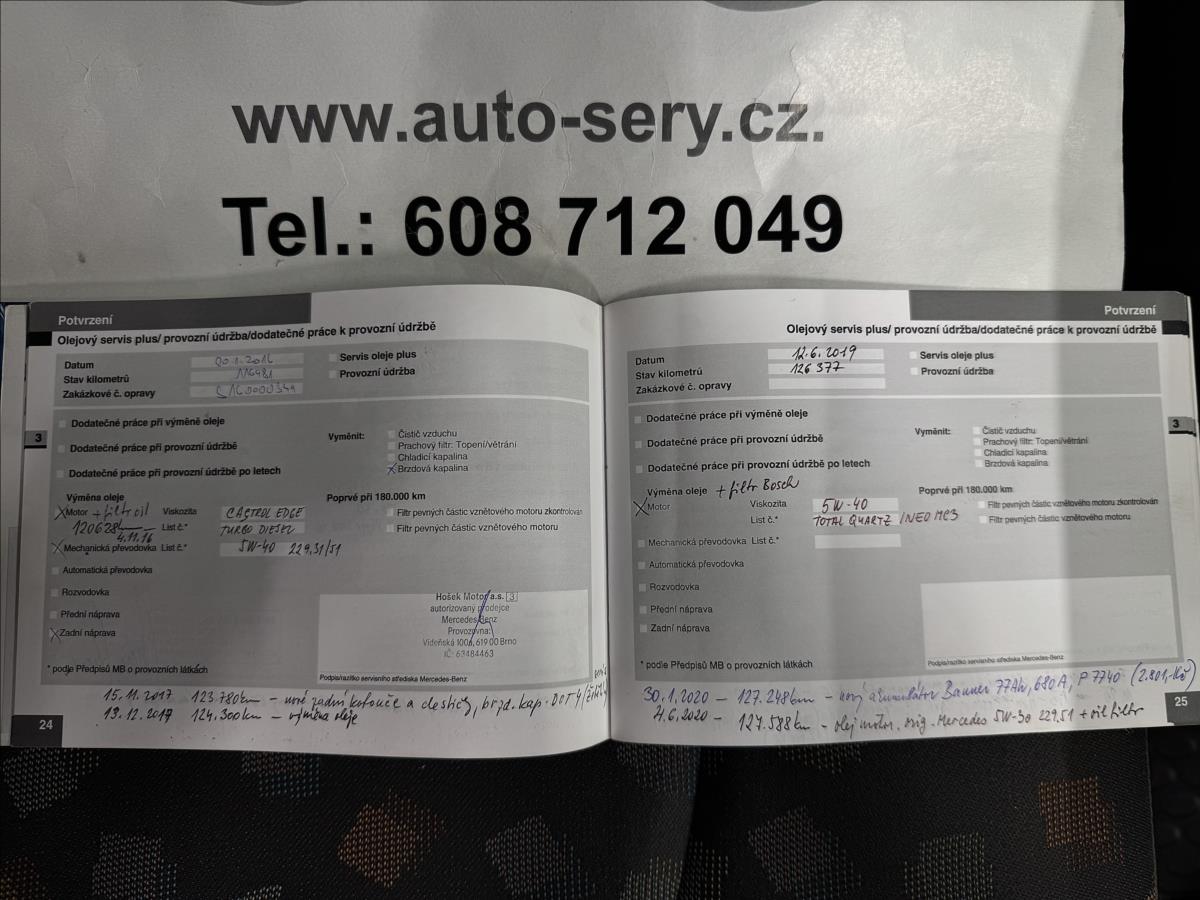 www.auto-sery.cz.
Tel.: 608 712 049
Potvrzení
Olejový servis plus/ provozní údržba/dodatečné práce k provozní údržbě
Datum 20.1.2016
Stav kilometrů 116481
Zakázkové č. opravy
Servis oleje plus
Provozní údržba
Dodatečné práce při výměně oleje
Dodatečné práce při provozní údržbě
Dodatečné práce při provozní údržbě po letech
Vyměnit:
Čistič vzduchu
Prachový filtr: Topení/větrání
Chladicí kapalina
X Brzdová kapalina
Výměna oleje
X Motor + filtr oil Viskozita CASTROL EDGE
120628km List č.* TURBO DIESEL
4.11.16
X Mechanická převodovka List č.* 5W-40 229,31/51
Automatická převodovka
Rozvodovka
Přední náprava
X Zadní náprava
Poprvé při 180.000 km
Filtr pevných částic vznětového motoru zkontrolován
Filtr pevných částic vznětového motoru
Hošek Motor a.s. [3]
autorizovaný prodejce
Mercedes-Benz
Provozovna:
Vídeňská 100b, 619 00 Brno
IČ: 63484463
* podle Předpisů MB o provozních látkách
Podpis/razítko servisního střediska Mercedes-Benz
15.11.2017 123.780km - zadní kotouče a destičky, brzd. kap. DOT4
13.12.2017 124.300km - výměna oleje
24
3
Potvrzení
Olejový servis plus/ provozní údržba/dodatečné práce k provozní údržbě
Datum 12.6.2019
Stav kilometrů 126 377
Zakázkové č. opravy
Servis oleje plus
Provozní údržba
Dodatečné práce při výměně oleje
Dodatečné práce při provozní údržbě
Dodatečné práce při provozní údržbě po letech
Vyměnit:
Čistič vzduchu
Prachový filtr: Topení/větrání
Chladicí kapalina
Brzdová kapalina
Výměna oleje + filtr Bosch
X Motor Viskozita 5W-40
List č.* TOTAL QUARTZ INEO MC3
Mechanická převodovka List č.*
Automatická převodovka
Rozvodovka
Přední náprava
Zadní náprava
Poprvé při 180.000 km
Filtr pevných částic vznětového motoru zkontrolován
Filtr pevných částic vznětového motoru
* podle Předpisů MB o provozních látkách
Podpis/razítko servisního střediska Mercedes-Benz
30.1.2020 - 127.248km - nový akumulátor Banner 77Ah, 680A, P7740 (2.801,-Kč)
4.6.2020 - 127.588km - olej motor. orig. Mercedes 5W-30 229,51 + oil filtr
25
3